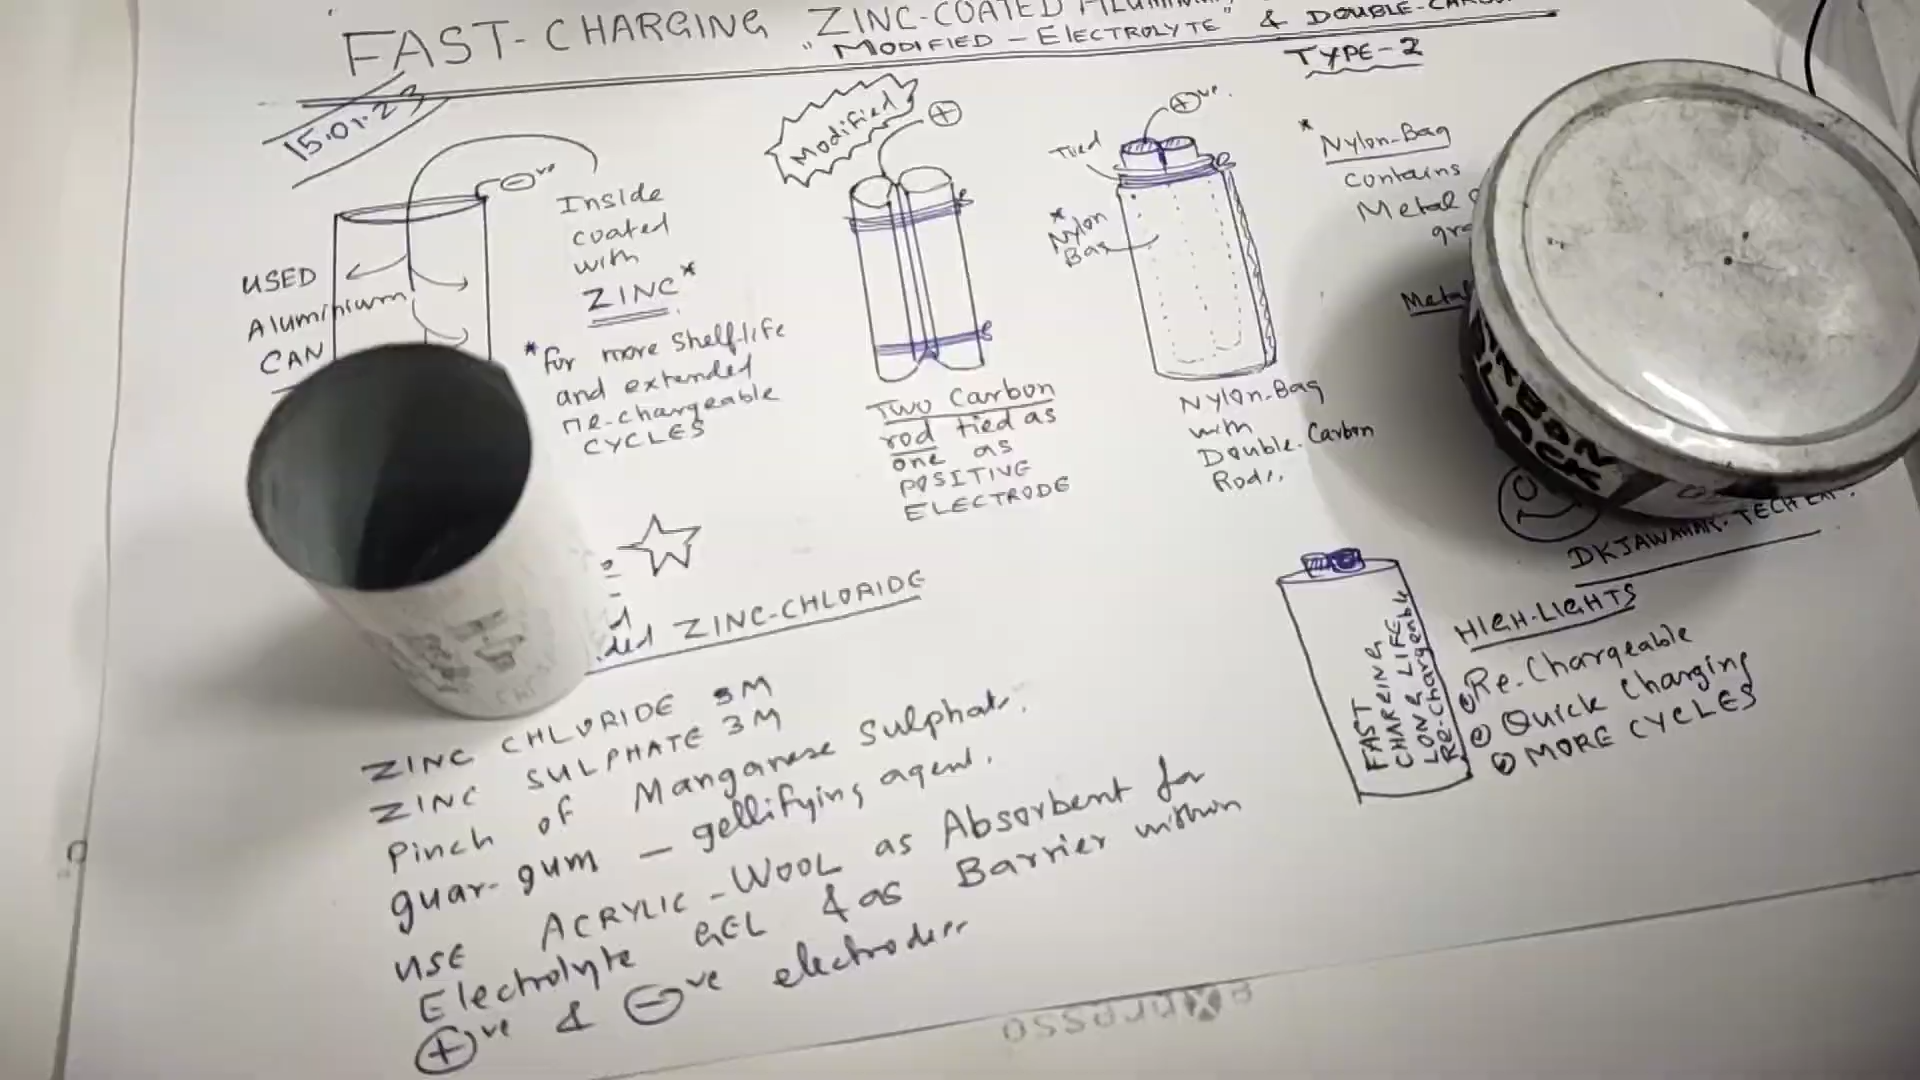 FAST-CHARGING ZINC-COATED
"MODIFIED-ELECTROLYTE" & DOUBLE-
TYPE-2
15.01.23
-ve
Inside
coated
with
ZINC*
USED
Aluminium
CAN
*for more Shelf-life
and extended
re-chargeable
CYCLES
Modified
+
Two Carbon
rod tied as
one as
POSITIVE
ELECTRODE
+ve.
Tied
*Nylon
Bag
Nylon-Bag
with
Double-Carbon
Rods.
*Nylon-Bag
contains
Metal
Metal
BLACK
DKJAWAHAR-TECH
ZINC-CHLORIDE
ZINC CHLORIDE 3M
ZINC SULPHATE 3M
Pinch of Manganese Sulphate.
guar-gum - gellifying agent.
USE ACRYLIC-WOOL as Absorbent for
Electrolyte GEL & as Barrier within
+ve & -ve electrodes
FAST
CHARGING
LONG LIFE
Re-Chargeable
HIGH-LIGHTS
Re-Chargeable
Quick Charging
MORE CYCLES